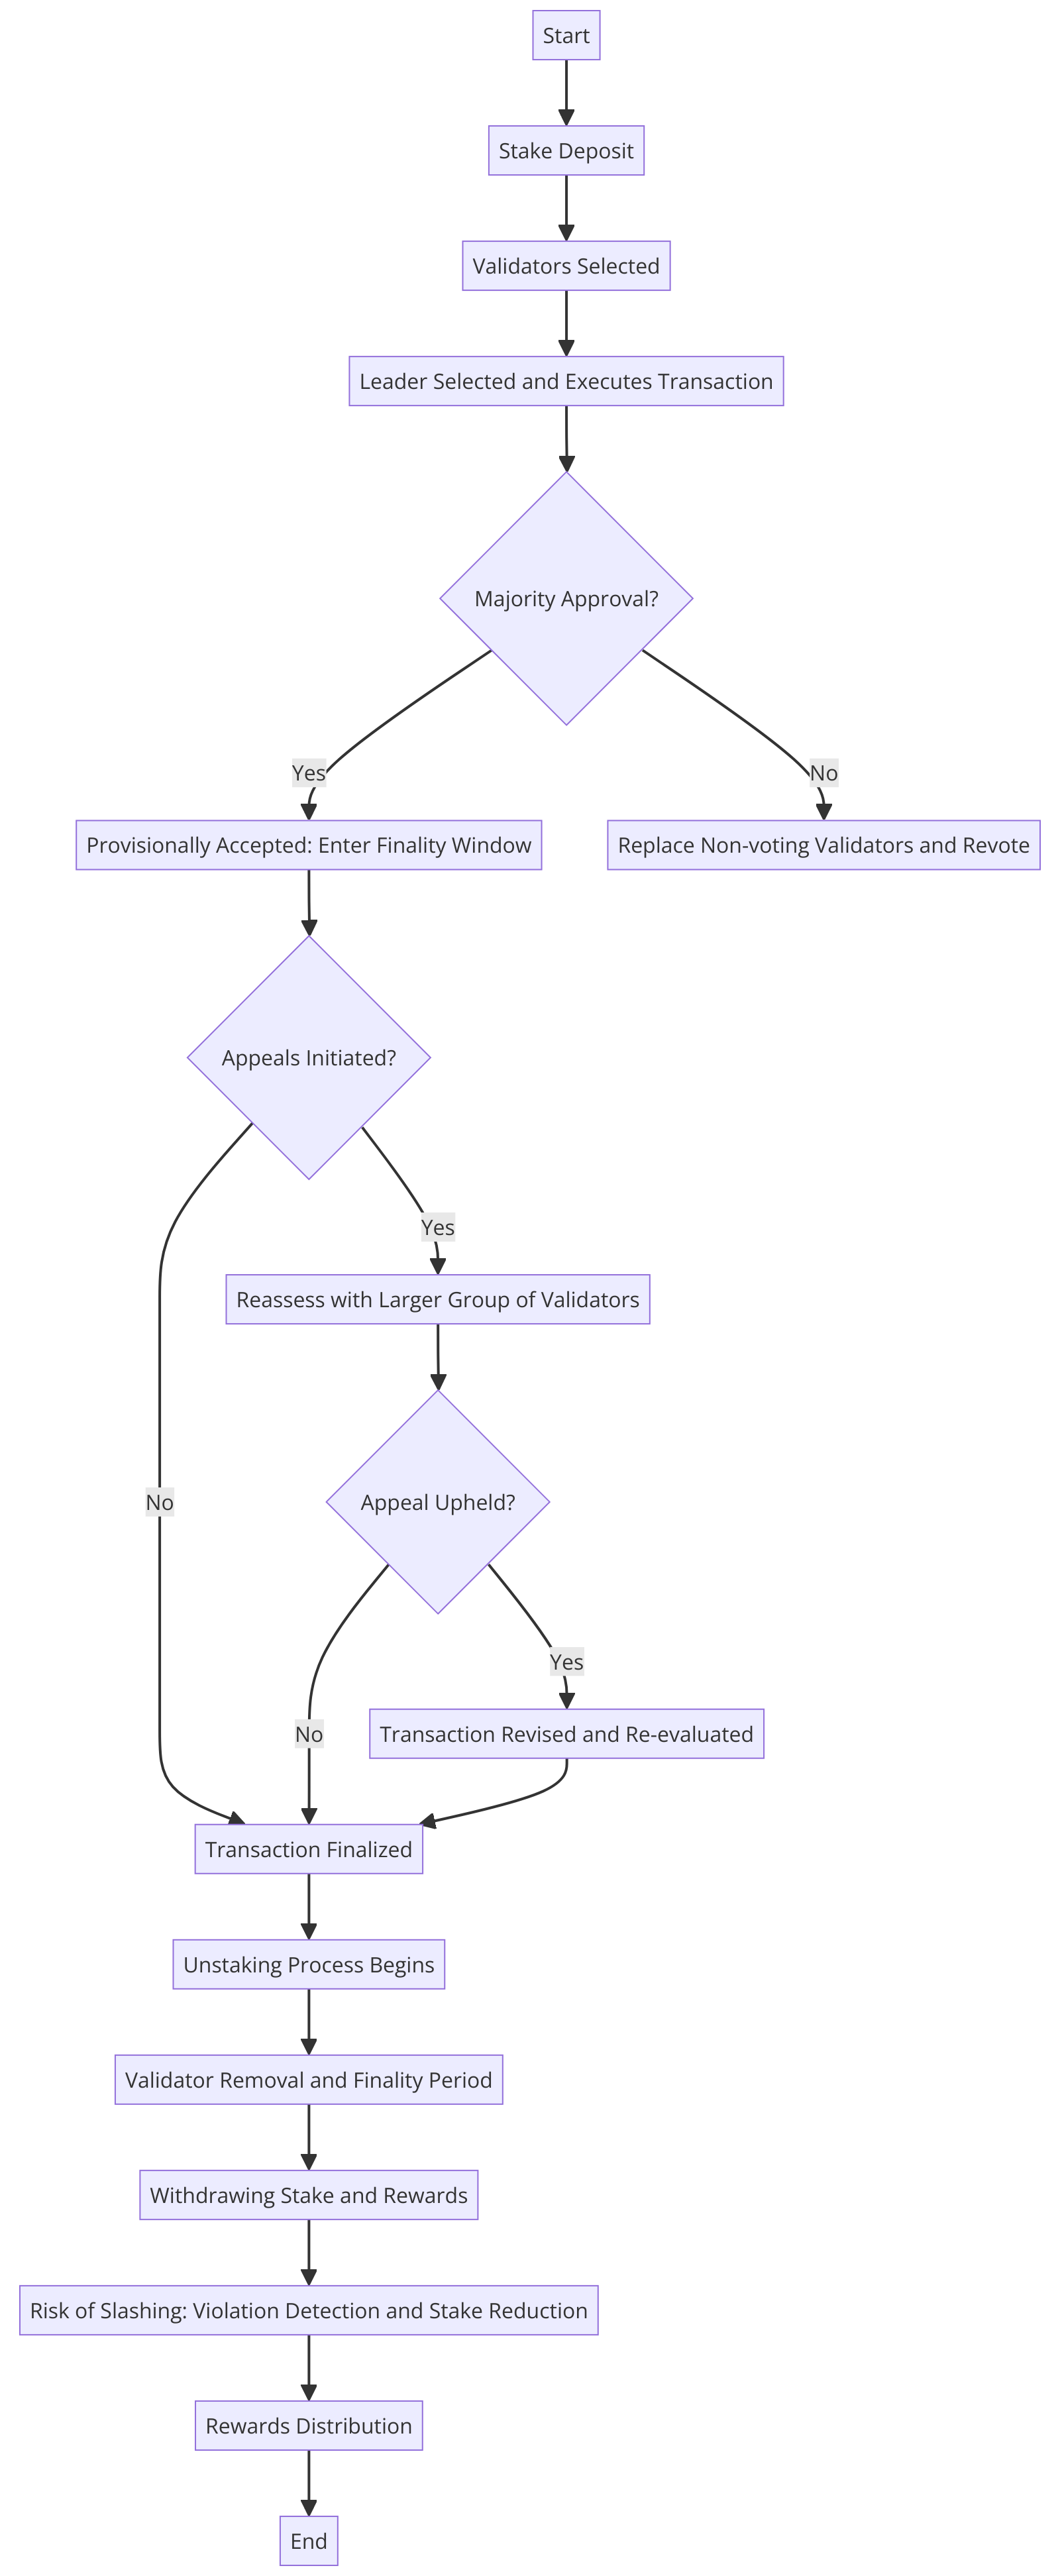 Start
Stake Deposit
Validators Selected
Leader Selected and Executes Transaction
Majority Approval?
Yes
No
Provisionally Accepted: Enter Finality Window
Replace Non-voting Validators and Revote
Appeals Initiated?
Yes
Reassess with Larger Group of Validators
No
Appeal Upheld?
Yes
No
Transaction Revised and Re-evaluated
Transaction Finalized
Unstaking Process Begins
Validator Removal and Finality Period
Withdrawing Stake and Rewards
Risk of Slashing: Violation Detection and Stake Reduction
Rewards Distribution
End